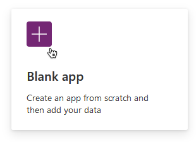 Blank app
Create an app from scratch and
then add your data